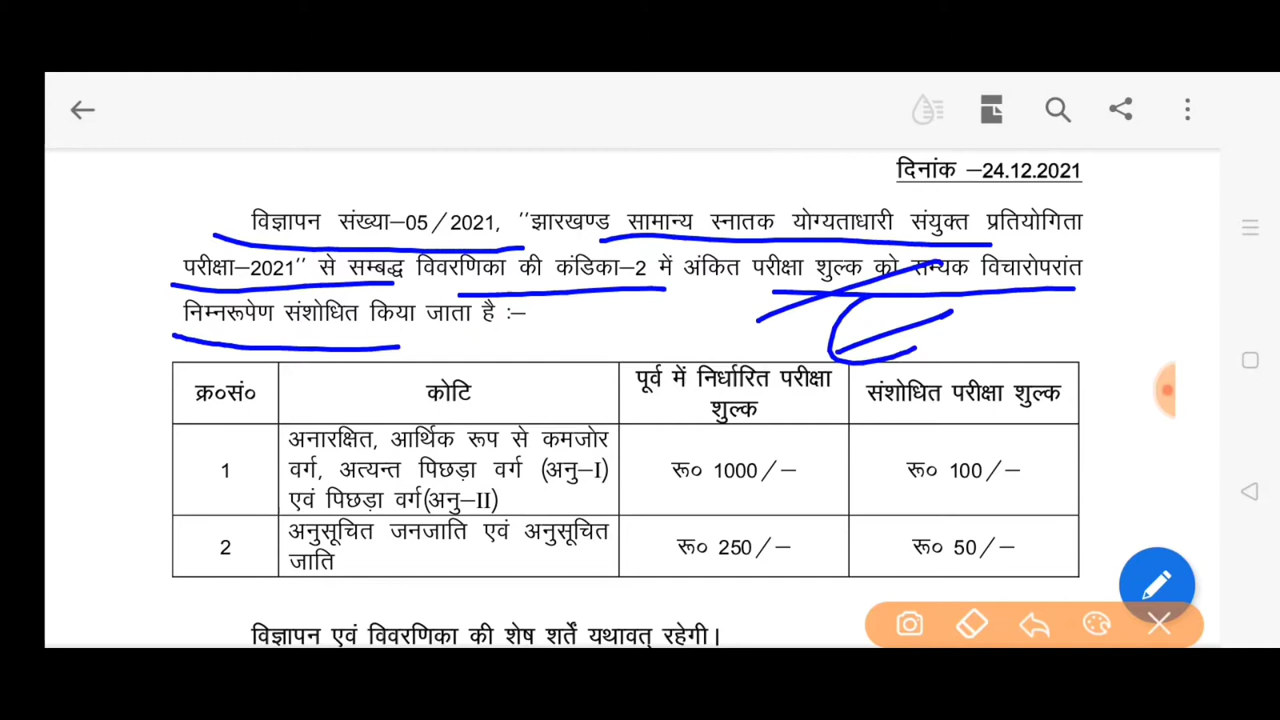 दिनांक –24.12.2021
विज्ञापन संख्या–05/2021, ''झारखण्ड सामान्य स्नातक योग्यताधारी संयुक्त प्रतियोगिता
परीक्षा–2021'' से सम्बद्ध विवरणिका की कंडिका–2 में अंकित परीक्षा शुल्क को सम्यक विचारोपरांत
निम्नरूपेण संशोधित किया जाता है :–
क्र०सं० कोटि पूर्व में निर्धारित परीक्षा शुल्क संशोधित परीक्षा शुल्क
1 अनारक्षित, आर्थिक रूप से कमजोर
वर्ग, अत्यन्त पिछड़ा वर्ग (अनु–I)
एवं पिछड़ा वर्ग(अनु–II) रू० 1000/– रू० 100/–
2 अनुसूचित जनजाति एवं अनुसूचित
जाति रू० 250/– रू० 50/–
विज्ञापन एवं विवरणिका की शेष शर्तें यथावत् रहेगी।